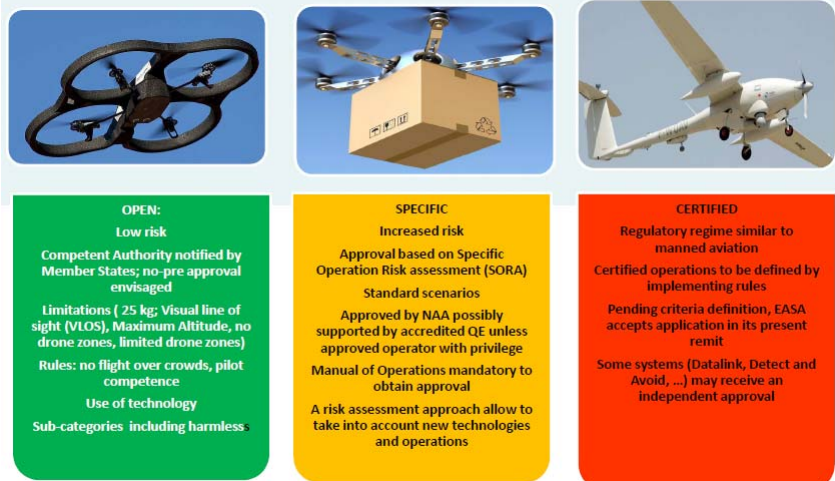 OPEN:
Low risk
Competent Authority notified by
Member States; no-pre approval
envisaged
Limitations ( 25 kg; Visual line of
sight (VLOS), Maximum Altitude, no
drone zones, limited drone zones)
Rules: no flight over crowds, pilot
competence
Use of technology
Sub-categories including harmlesss
SPECIFIC
Increased risk
Approval based on Specific
Operation Risk assessment (SORA)
Standard scenarios
Approved by NAA possibly
supported by accredited QE unless
approved operator with privilege
Manual of Operations mandatory to
obtain approval
A risk assessment approach allow to
take into account new technologies
and operations
CERTIFIED
Regulatory regime similar to
manned aviation
Certified operations to be defined by
implementing rules
Pending criteria definition, EASA
accepts application in its present
remit
Some systems (Datalink, Detect and
Avoid, ...) may receive an
independent approval